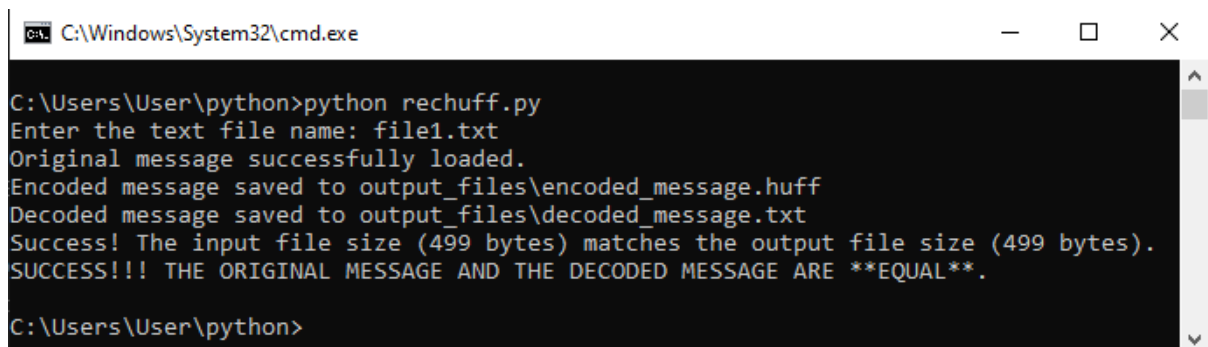 C:\Windows\System32\cmd.exe
C:\Users\User\python>python rechuff.py
Enter the text file name: file1.txt
Original message successfully loaded.
Encoded message saved to output_files\encoded_message.huff
Decoded message saved to output_files\decoded_message.txt
Success! The input file size (499 bytes) matches the output file size (499 bytes).
SUCCESS!!! THE ORIGINAL MESSAGE AND THE DECODED MESSAGE ARE **EQUAL**.
C:\Users\User\python>